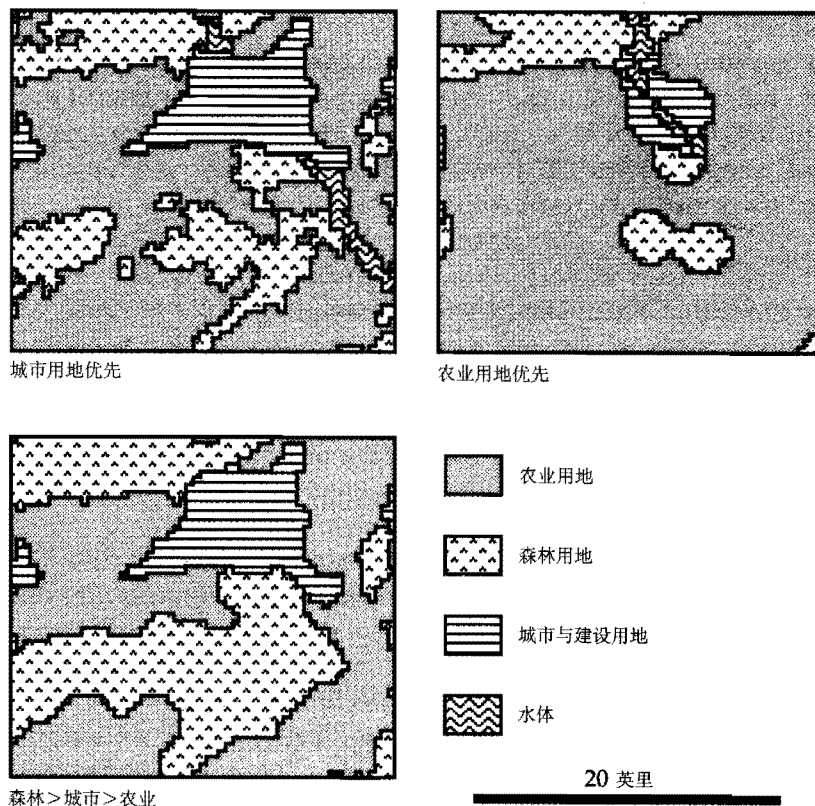 城市用地优先
农业用地优先
农业用地
森林用地
城市与建设用地
水体
20 英里
森林>城市>农业